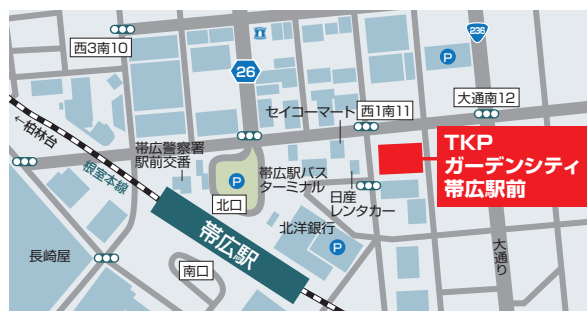 西3南10
26
P
236
セイコーマート
西1南11
大通南12
←柏林台
根室本線
帯広警察署
駅前交番
P
北口
帯広駅バス
ターミナル
日産
レンタカー
TKP
ガーデンシティ
帯広駅前
帯広駅
北洋銀行
P
大通り
長崎屋
南口